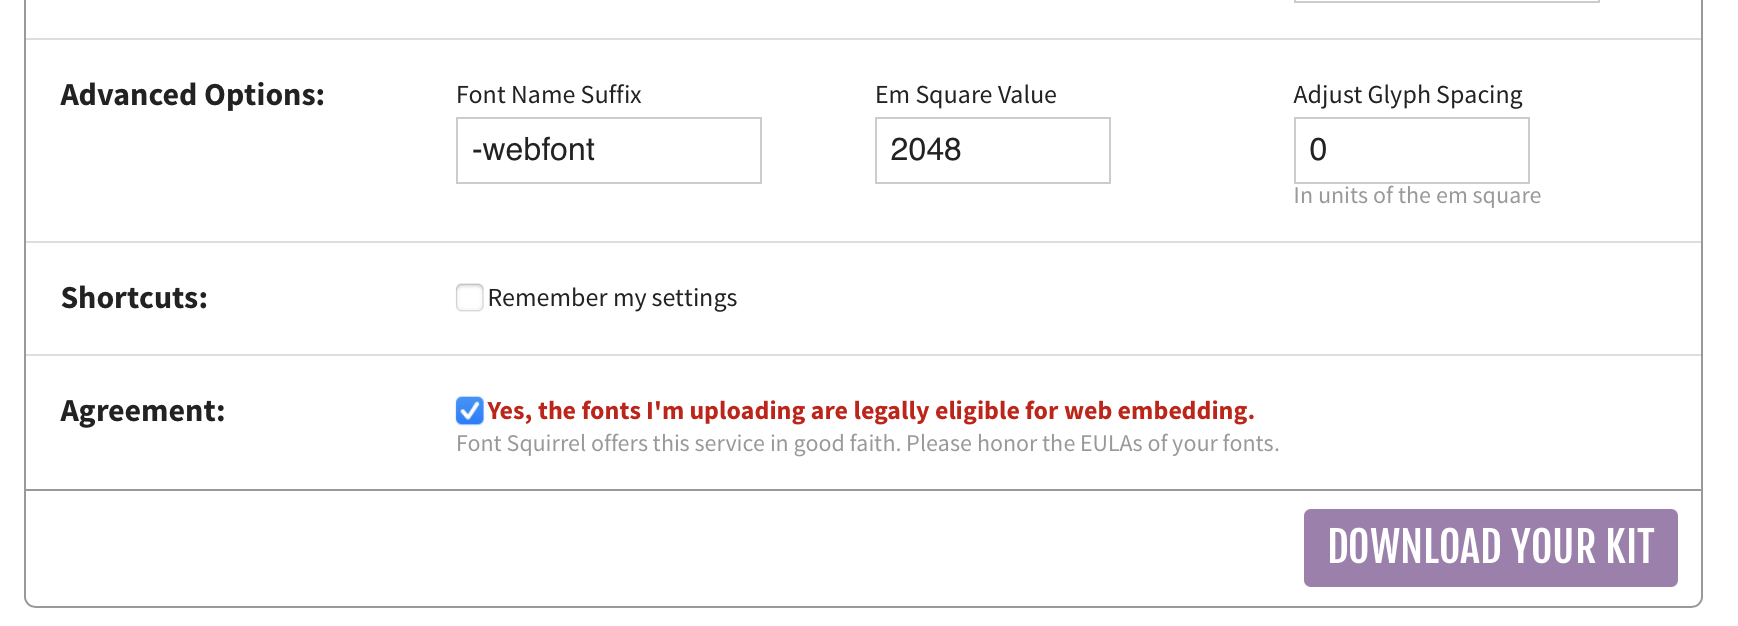 Advanced Options:
Font Name Suffix
Em Square Value
Adjust Glyph Spacing
-webfont
2048
0
In units of the em square
Shortcuts:
Remember my settings
Agreement:
Yes, the fonts I'm uploading are legally eligible for web embedding.
Font Squirrel offers this service in good faith. Please honor the EULAs of your fonts.
DOWNLOAD YOUR KIT